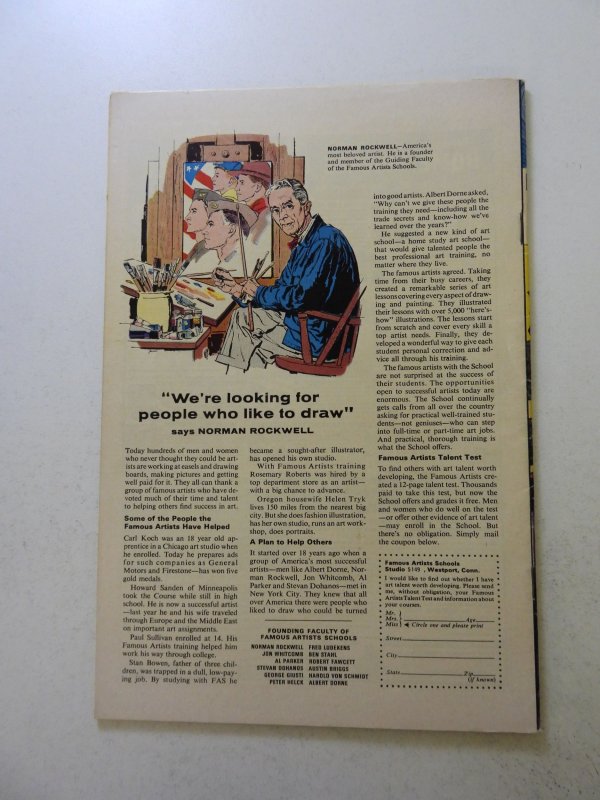 NORMAN ROCKWELL—America's
most beloved artist. He is a founder
and member of the Guiding Faculty
of the Famous Artists Schools.
"We're looking for
people who like to draw"
says NORMAN ROCKWELL
Today hundreds of men and women
who never thought they could be art-
ists are working at easels and drawing
boards, making pictures and getting
well paid for it. They all can thank a
group of famous artists who have de-
voted much of their time and talent
to helping others find success in art.
Some of the People the
Famous Artists Have Helped
Carl Koch was an 18 year old ap-
prentice in a Chicago art studio when
he enrolled. Today he prepares ads
for such companies as General
Motors and Firestone—has won five
gold medals.
Howard Sanden of Minneapolis
took the Course while still in high
school. He is now a successful artist
—last year he and his wife traveled
through Europe and the Middle East
on important art assignments.
Paul Sullivan enrolled at 14. His
Famous Artists training helped him
work his way through college.
Stan Bowen, father of three chil-
dren, was trapped in a dull, low-pay-
ing job. By studying with FAS he
became a sought-after illustrator,
has opened his own studio.
With Famous Artists training
Rosemary Roberts was hired by a
top department store as an artist—
with a big chance to advance.
Oregon housewife Helen Tryk
lives 150 miles from the nearest big
city. But she does fashion illustration,
has her own studio, runs an art work-
shop, does portraits.
A Plan to Help Others
It started over 18 years ago when a
group of America's most successful
artists—men like Albert Dorne, Nor-
man Rockwell, Jon Whitcomb, Al
Parker and Stevan Dohanos—met in
New York City. They knew that all
over America there were people who
liked to draw who could be turned
into good artists. Albert Dorne asked,
"Why can't we give these people the
training they need—including all the
trade secrets and know-how we've
learned over the years?"
He suggested a new kind of art
school—a home study art school—
that would give talented people the
best professional art training, no
matter where they live.
The famous artists agreed. Taking
time from their busy careers, they
created a remarkable series of art
lessons covering every aspect of draw-
ing and painting. They illustrated
their lessons with over 5,000 "here's-
how" illustrations. The lessons start
from scratch and cover every skill a
top artist needs. Finally, they de-
veloped a wonderful way to give each
student personal correction and ad-
vice all through his training.
The famous artists with the School
are not surprised at the success of
their students. The opportunities
open to successful artists today are
enormous. The School continually
gets calls from all over the country
asking for practical well-trained stu-
dents—not geniuses—who can step
into full-time or part-time art jobs.
And practical, thorough training is
what the School offers.
Famous Artists Talent Test
To find others with art talent worth
developing, the Famous Artists cre-
ated a 12-page talent test. Thousands
paid to take this test, but now the
School offers and grades it free. Men
and women who do well on the test
—or offer other evidence of art talent
—may enroll in the School. But
there's no obligation. Simply mail
the coupon below.
FOUNDING FACULTY OF
FAMOUS ARTISTS SCHOOLS
NORMAN ROCKWELL FRED LUDEKENS
JON WHITCOMB BEN STAHL
AL PARKER ROBERT FAWCETT
STEVAN DOHANOS AUSTIN BRIGGS
GEORGE GIUSTI HAROLD VON SCHMIDT
PETER HELCK ALBERT DORNE
Famous Artists Schools
Studio 5149, Westport, Conn.
I would like to find out whether I have
art talent worth developing. Please send
me, without obligation, your Famous
Artists Talent Test and information about
your courses.
Mr.
Mrs. Age
Miss Circle one and please print
Street
City
State Zip
(if known)